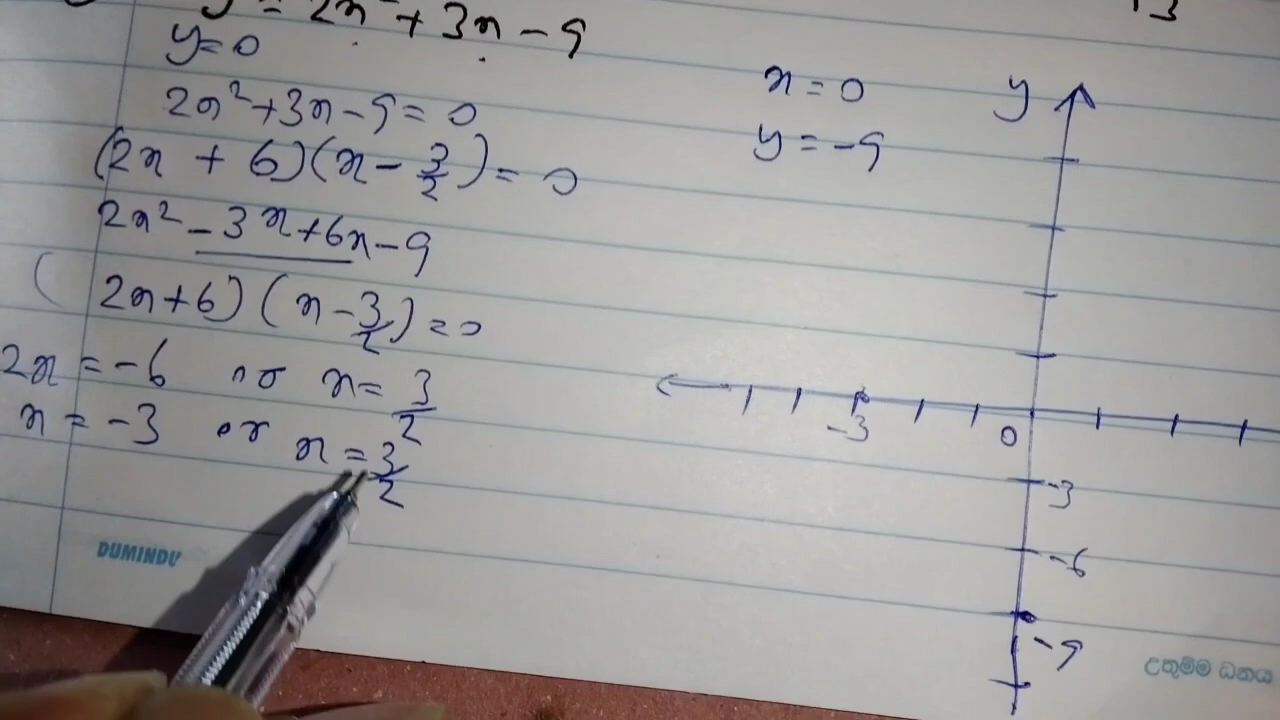 y = 2x² + 3x - 9
y = 0
2x² + 3x - 9 = 0
(2x + 6)(x - 3/2) = 0
2x² - 3x + 6x - 9
(2x + 6)(x - 3/2) = 0
2x = -6 or x = 3/2
x = -3 or x = 3/2
DUMINDU
x = 0
y = -9
y
-3
0
-3
-6
-9
උතුම්ම ධනය